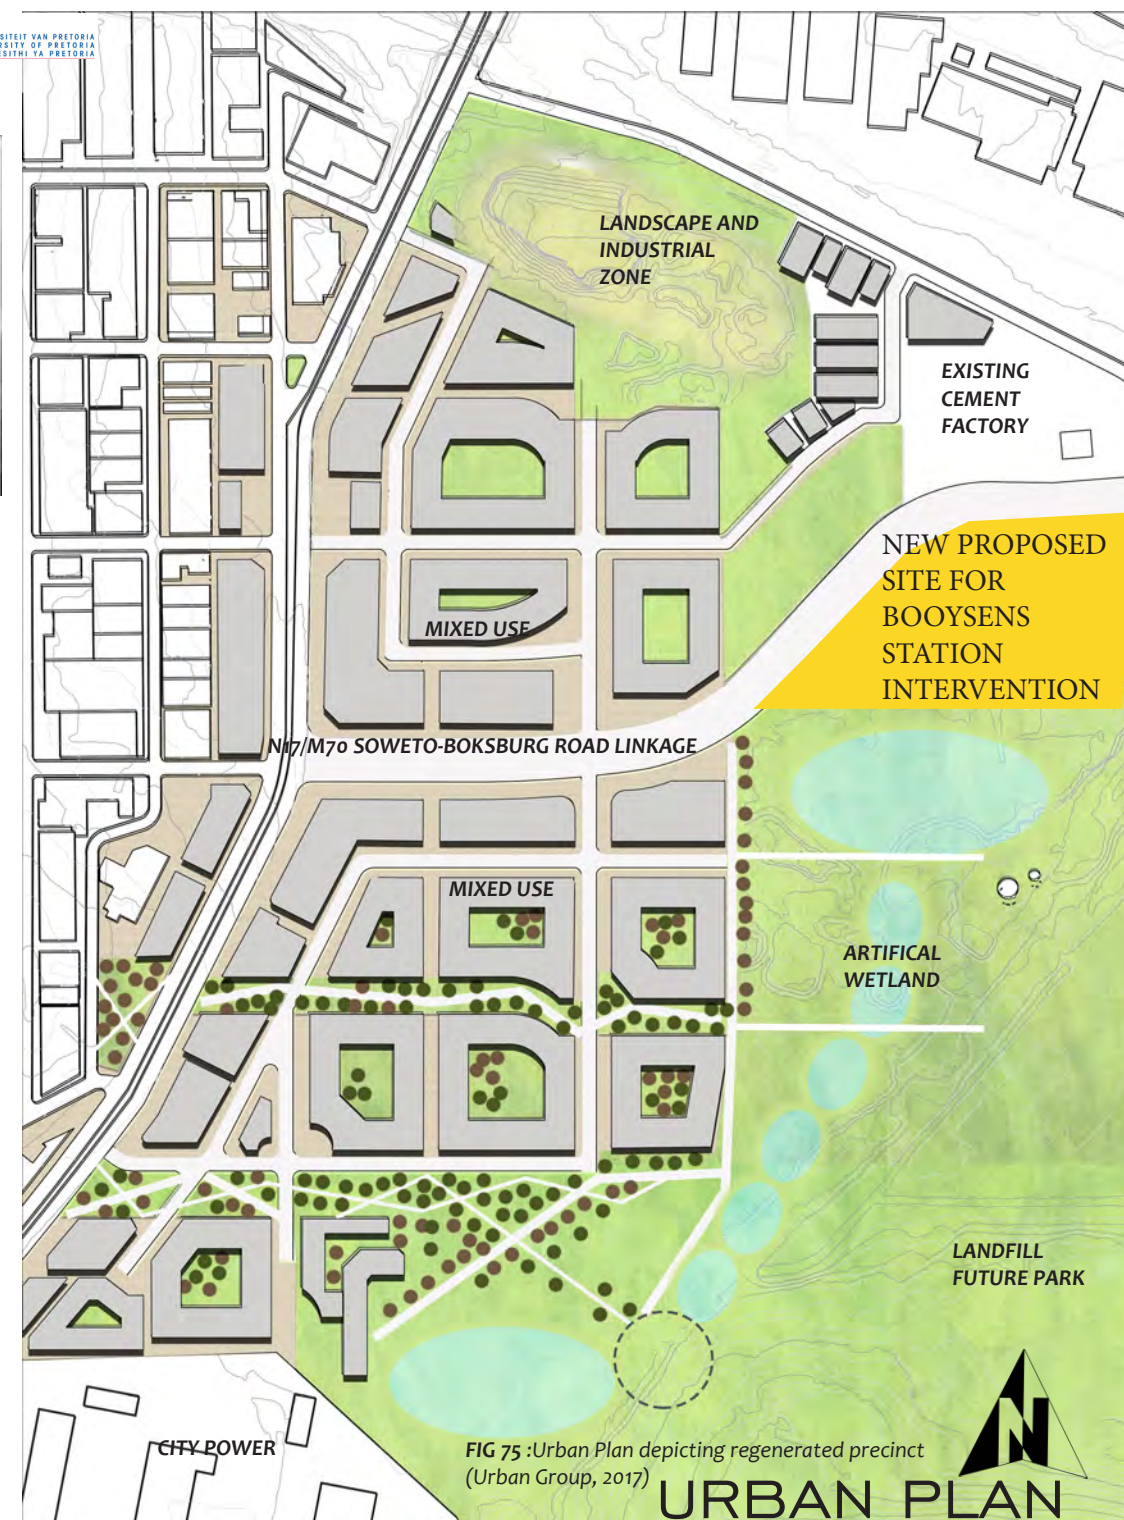 SITEIT VAN PRETORIA
RSITY OF PRETORIA
ESITHI YA PRETORIA
LANDSCAPE AND
INDUSTRIAL
ZONE
EXISTING
CEMENT
FACTORY
NEW PROPOSED
SITE FOR
BOOYSENS
STATION
INTERVENTION
MIXED USE
N17/M70 SOWETO-BOKSBURG ROAD LINKAGE
MIXED USE
ARTIFICAL
WETLAND
LANDFILL
FUTURE PARK
N
CITY POWER
FIG 75 :Urban Plan depicting regenerated precinct
(Urban Group, 2017)
URBAN PLAN